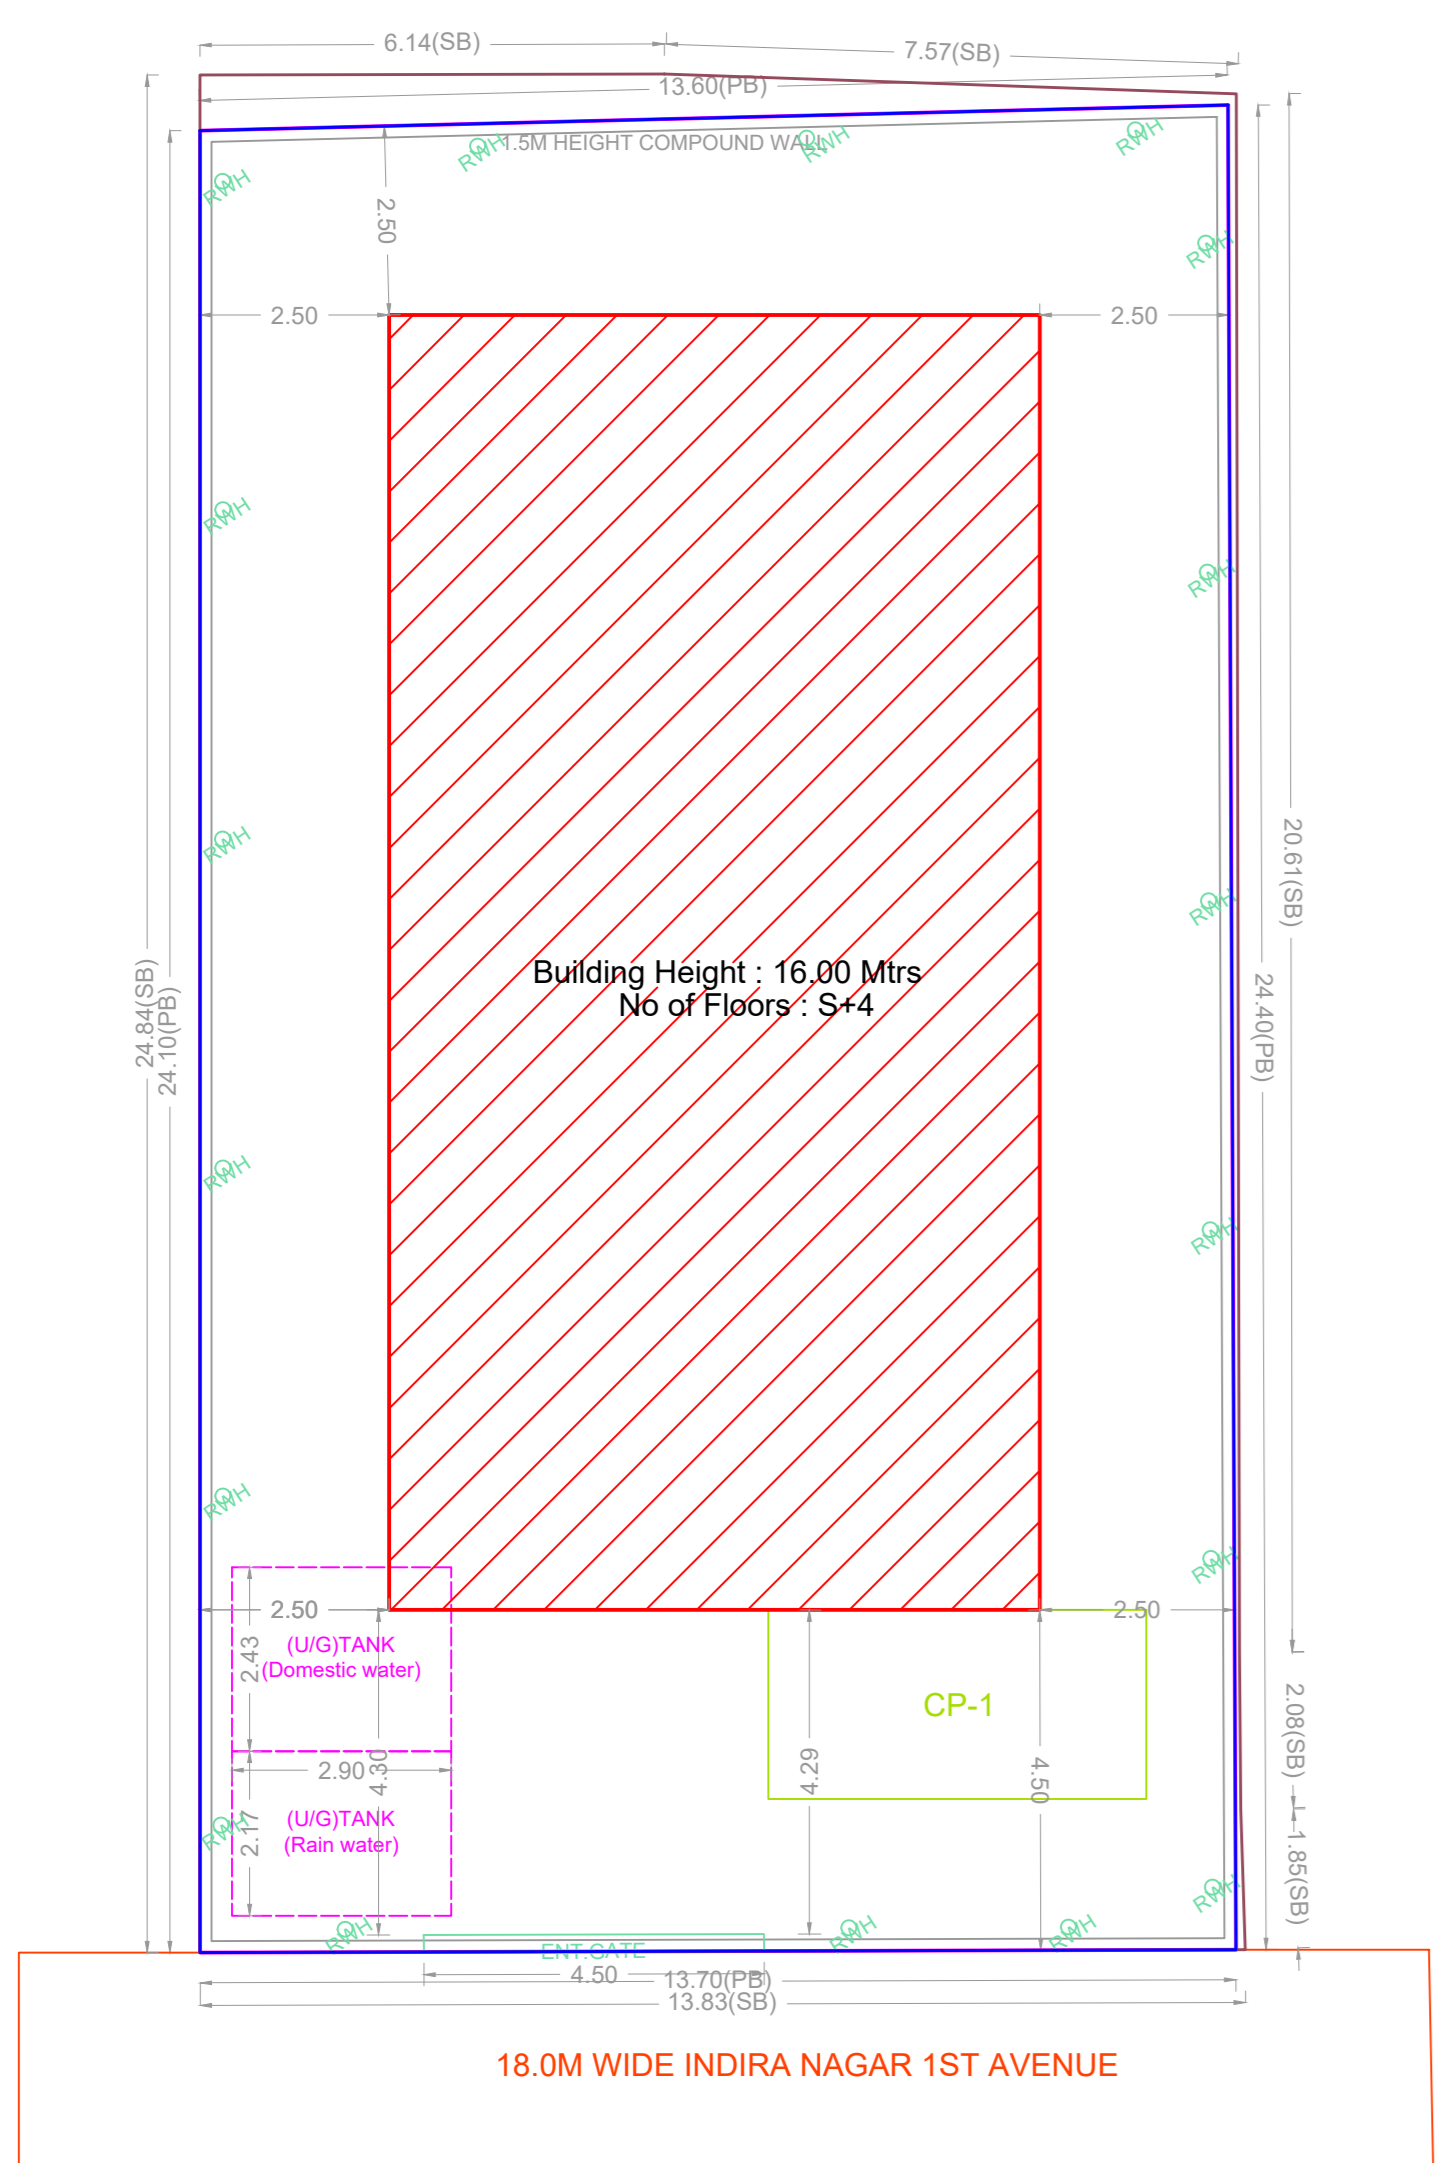 6.14(SB)
7.57(SB)
13.60(PB)
1.5M HEIGHT COMPOUND WALL
RWH
RWH
RWH
RWH
2.50
RWH
2.50
2.50
RWH
RWH
20.61(SB)
RWH
RWH
Building Height : 16.00 Mtrs
No of Floors : S+4
24.84(SB)
24.10(PB)
24.40(PB)
RWH
RWH
RWH
RWH
2.50
2.50
2.43
(U/G)TANK
(Domestic water)
CP-1
2.08(SB)
2.90
4.30
4.29
4.50
2.17
(U/G)TANK
(Rain water)
RWH
1.85(SB)
RWH
RWH
RWH
RWH
ENT.GATE
4.50
13.70(PB)
13.83(SB)
18.0M WIDE INDIRA NAGAR 1ST AVENUE